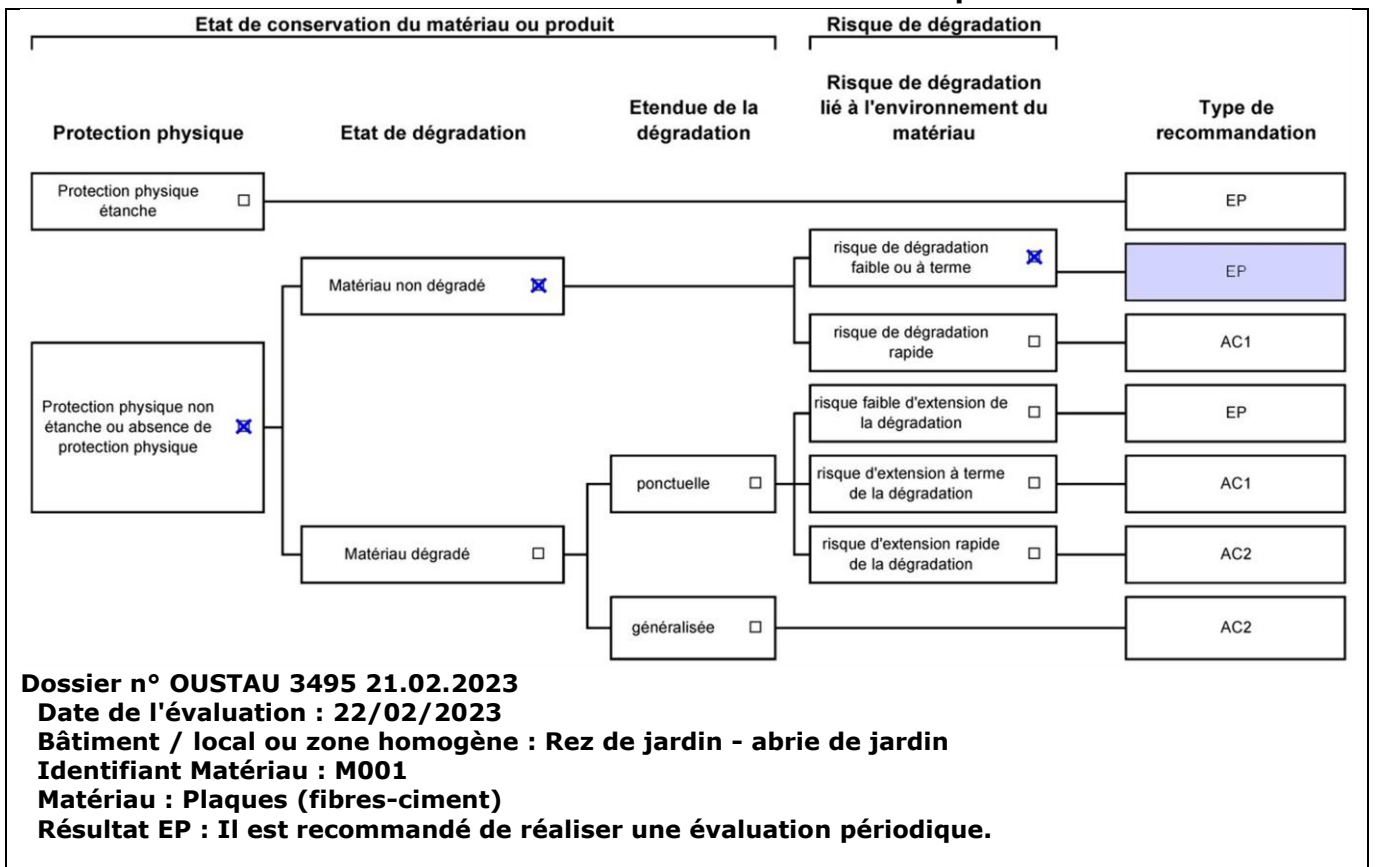 Etat de conservation du matériau ou produit
Risque de dégradation
Protection physique
Etat de dégradation
Etendue de la
dégradation
Risque de dégradation
lié à l'environnement du
matériau
Type de
recommandation
Protection physique
étanche
EP
risque de dégradation
faible ou à terme
EP
Matériau non dégradé
risque de dégradation
rapide
AC1
Protection physique non
étanche ou absence de
protection physique
risque faible d'extension de
la dégradation
EP
ponctuelle
risque d'extension à terme
de la dégradation
AC1
Matériau dégradé
risque d'extension rapide
de la dégradation
AC2
généralisée
AC2
Dossier n° OUSTAU 3495 21.02.2023
Date de l'évaluation : 22/02/2023
Bâtiment / local ou zone homogène : Rez de jardin - abrie de jardin
Identifiant Matériau : M001
Matériau : Plaques (fibres-ciment)
Résultat EP : Il est recommandé de réaliser une évaluation périodique.